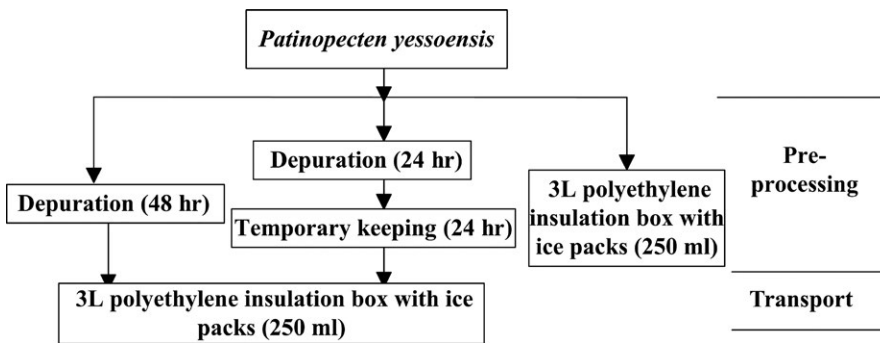 Patinopecten yessoensis
Depuration (24 hr)
Pre-
processing
3L polyethylene
insulation box with
ice packs (250 ml)
Depuration (48 hr)
Temporary keeping (24 hr)
3L polyethylene insulation box with ice
packs (250 ml)
Transport